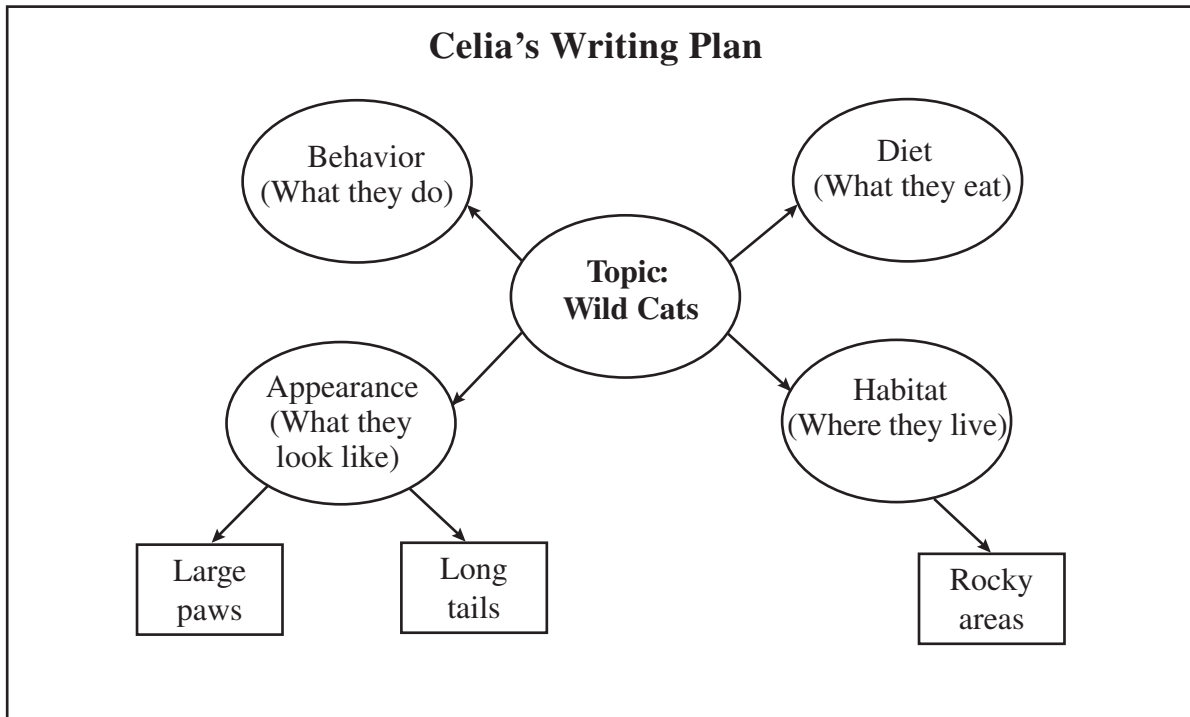 Celia’s Writing Plan
Behavior
(What they do)
Diet
(What they eat)
Topic:
Wild Cats
Appearance
(What they
look like)
Habitat
(Where they live)
Large
paws
Long
tails
Rocky
areas